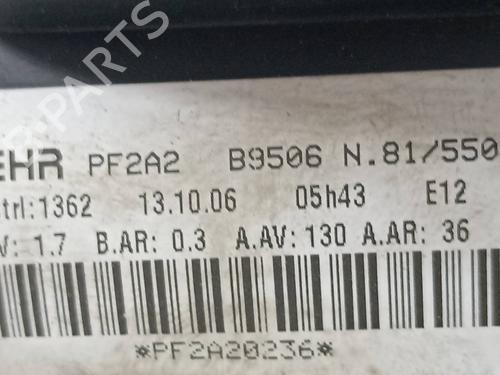 EHR PF2A2 B9506 N.81/550
trl:1362 13.10.06 05h43 E12
V: 1.7 B.AR: 0.3 A.AV: 130 A.AR: 36
*PF2A20236*
B PARTS